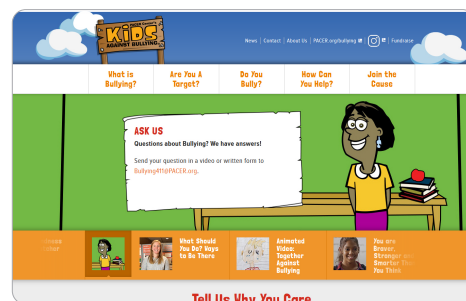 PACER Center's
KiDS
AGAINST BULLYING
News | Contact | About Us | PACER.org/bullying | Fundraise
What is
Bullying?
Are You A
Target?
Do You
Bully?
How Can
You Help?
Join the
Cause
ASK US
Questions about Bullying? We have answers!
Send your question in a video or written form to
Bullying411@PACER.org.
What Should
You Do? Ways
to Be There
Animated
Video:
Together
Against
Bullying
You are
Braver,
Stronger and
Smarter Than
You Think
Tell Us Why You Care